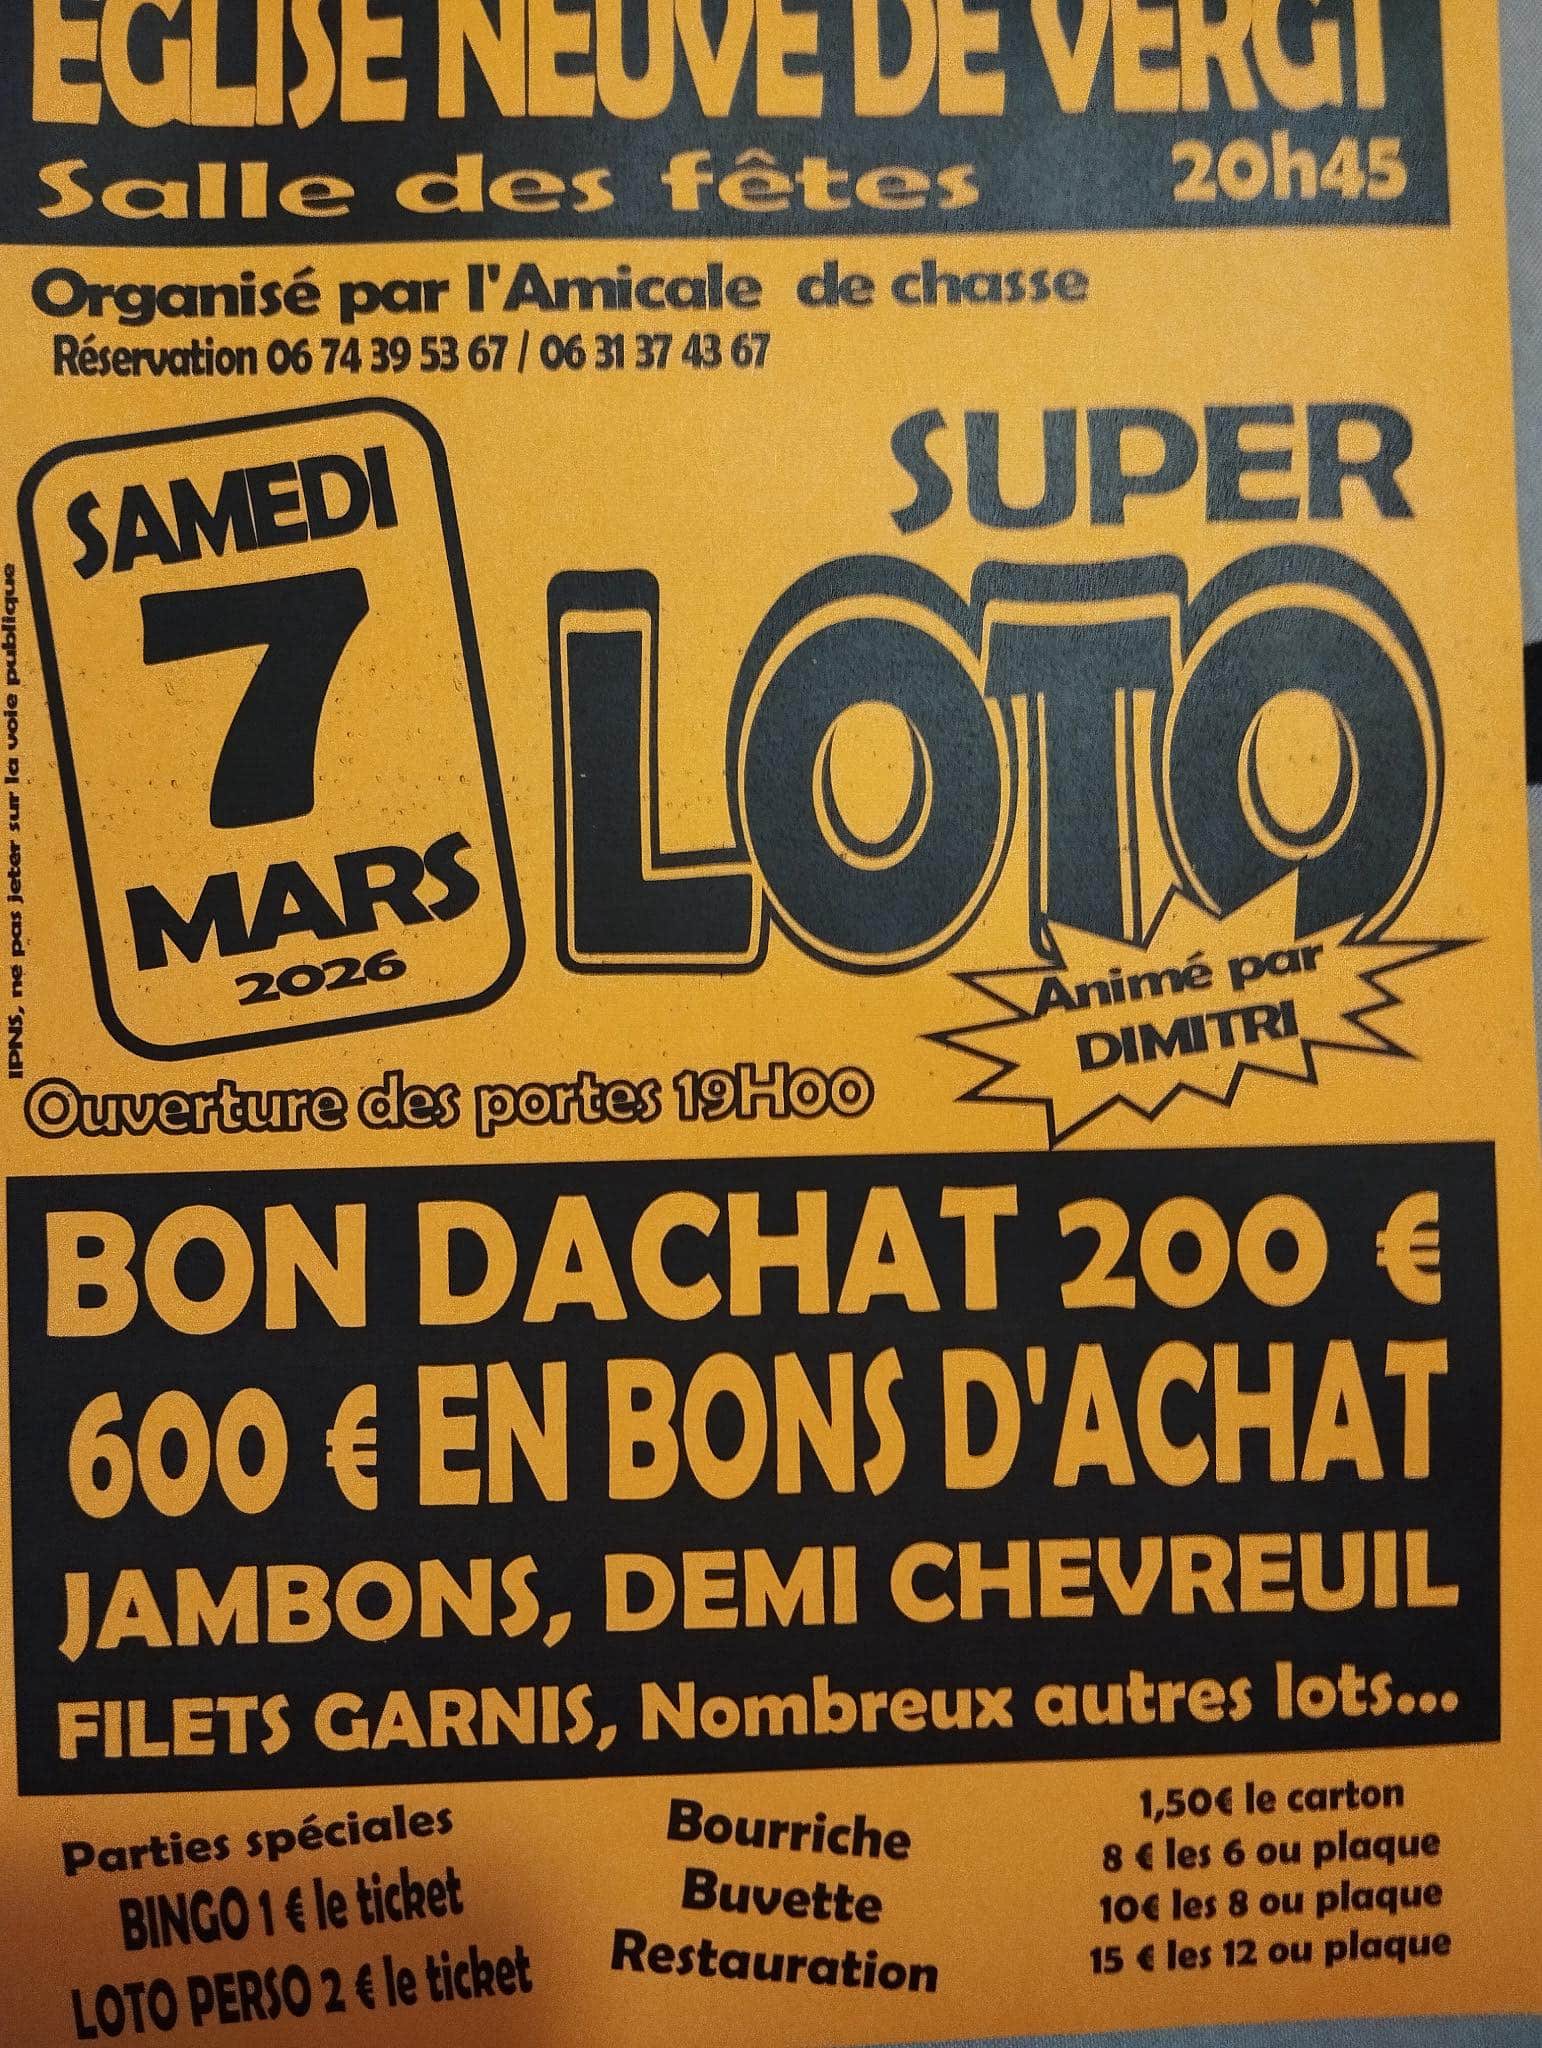 EGLISE NEUVE DE VERGT
Salle des fêtes 20h45
Organisé par l'Amicale de chasse
Réservation 06 74 39 53 67 / 06 31 37 43 67
SAMEDI
7
MARS
2026
SUPER
LOTO
Animé par
DIMITRI
IPNS, ne pas jeter sur la voie publique
Ouverture des portes 19H00
BON DACHAT 200 €
600 € EN BONS D'ACHAT
JAMBONS, DEMI CHEVREUIL
FILETS GARNIS, Nombreux autres lots...
Parties spéciales
BINGO 1 € le ticket
LOTO PERSO 2 € le ticket
Bourriche
Buvette
Restauration
1,50€ le carton
8 € les 6 ou plaque
10€ les 8 ou plaque
15 € les 12 ou plaque